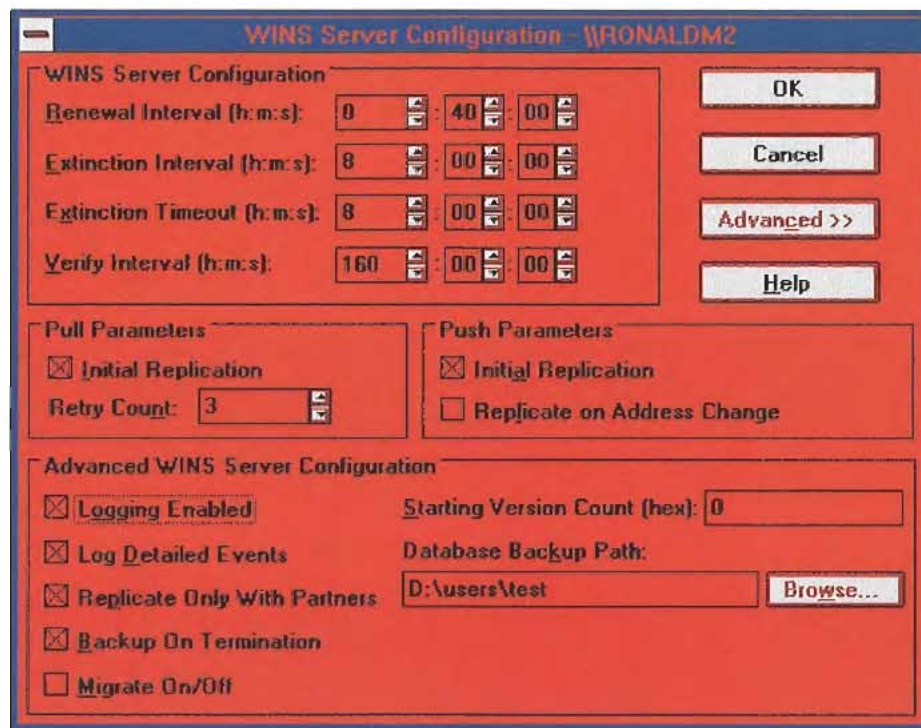 WINS Server Configuration - \\RONALDM2
WINS Server Configuration
Renewal Interval (h:m:s): 0 : 40 : 00
Extinction Interval (h:m:s): 8 : 00 : 00
Extinction Timeout (h:m:s): 8 : 00 : 00
Verify Interval (h:m:s): 160 : 00 : 00
OK
Cancel
Advanced >>
Help
Pull Parameters
Initial Replication
Retry Count: 3
Push Parameters
Initial Replication
Replicate on Address Change
Advanced WINS Server Configuration
Logging Enabled
Log Detailed Events
Replicate Only With Partners
Backup On Termination
Migrate On/Off
Starting Version Count (hex): 0
Database Backup Path:
D:\users\test
Browse...